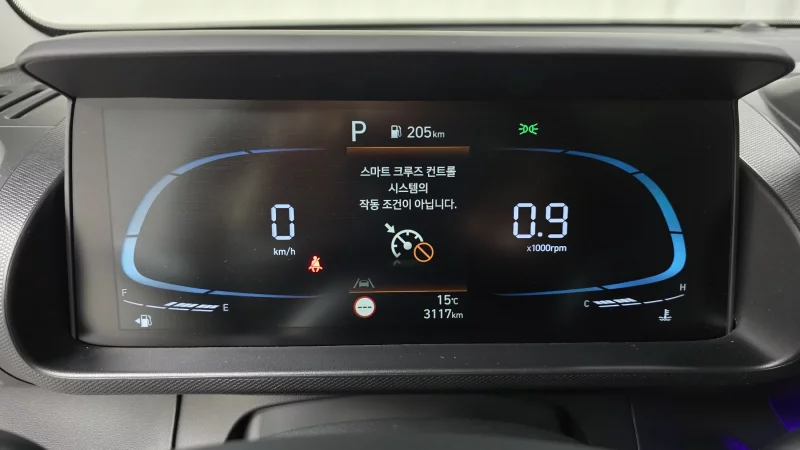 P 205km
스마트 크루즈 컨트롤
시스템의
작동 조건이 아닙니다.
0
km/h
0.9
x1000rpm
F E
C H
---
15℃
3117km